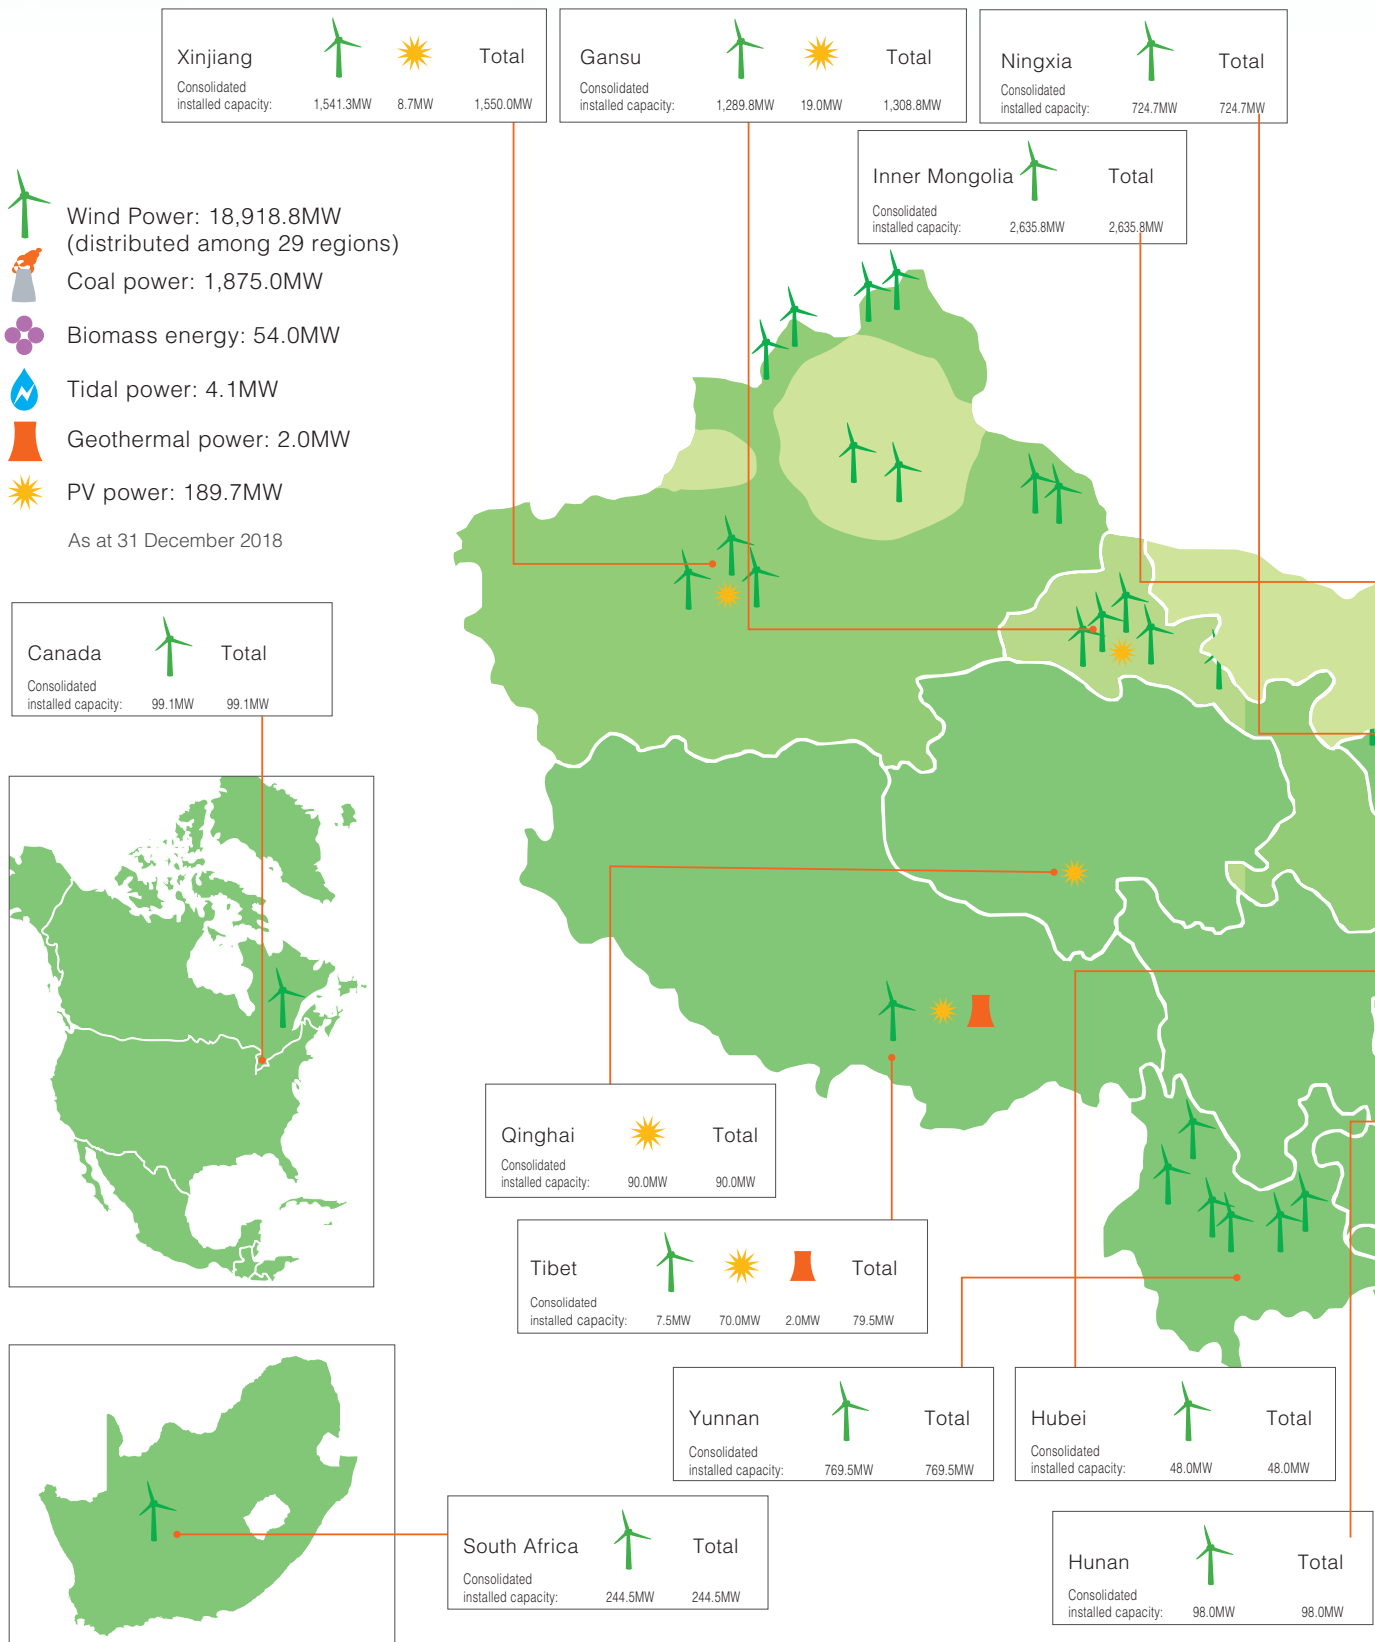 Xinjiang Total
Consolidated
installed capacity: 1,541.3MW 8.7MW 1,550.0MW
Gansu Total
Consolidated
installed capacity: 1,289.8MW 19.0MW 1,308.8MW
Ningxia Total
Consolidated
installed capacity: 724.7MW 724.7MW
Inner Mongolia Total
Consolidated
installed capacity: 2,635.8MW 2,635.8MW
Wind Power: 18,918.8MW
(distributed among 29 regions)
Coal power: 1,875.0MW
Biomass energy: 54.0MW
Tidal power: 4.1MW
Geothermal power: 2.0MW
PV power: 189.7MW
As at 31 December 2018
Canada Total
Consolidated
installed capacity: 99.1MW 99.1MW
Qinghai Total
Consolidated
installed capacity: 90.0MW 90.0MW
Tibet Total
Consolidated
installed capacity: 7.5MW 70.0MW 2.0MW 79.5MW
Yunnan Total
Consolidated
installed capacity: 769.5MW 769.5MW
Hubei Total
Consolidated
installed capacity: 48.0MW 48.0MW
South Africa Total
Consolidated
installed capacity: 244.5MW 244.5MW
Hunan Total
Consolidated
installed capacity: 98.0MW 98.0MW